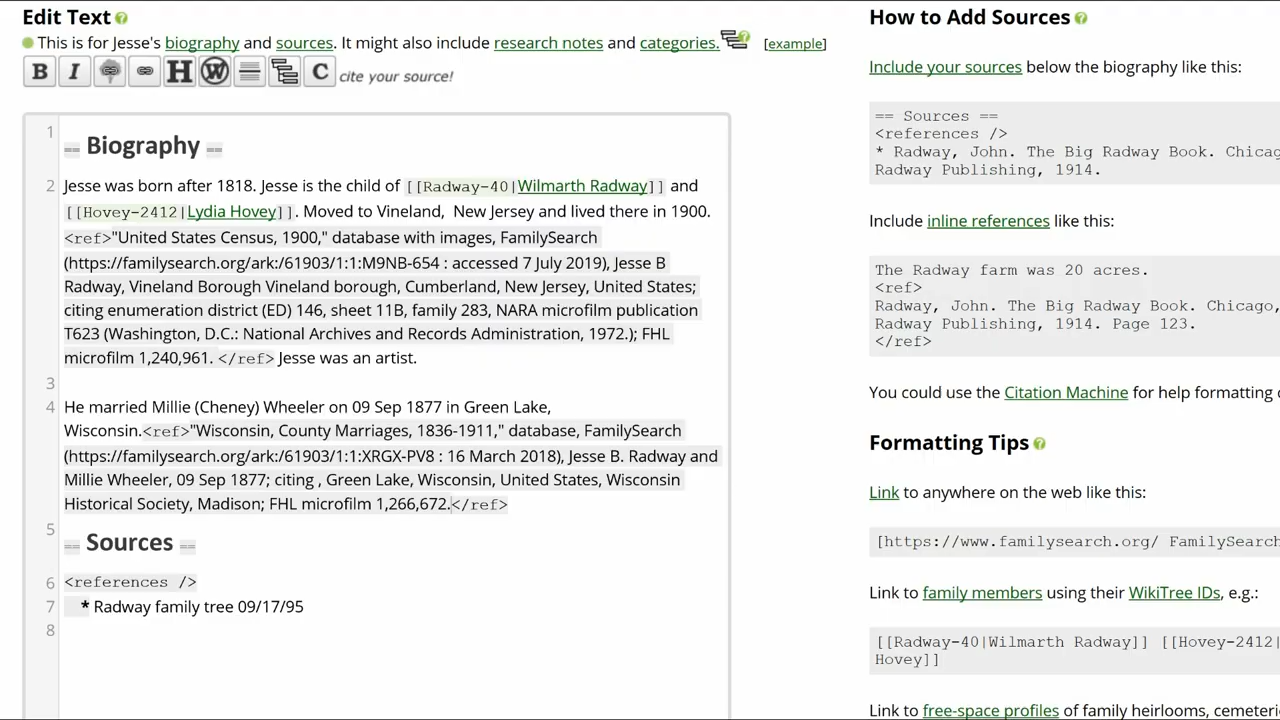 Edit Text
This is for Jesse's biography and sources. It might also include research notes and categories. [example]
B I H W C cite your source!
1
== Biography ==
2 Jesse was born after 1818. Jesse is the child of [[Radway-40|Wilmarth Radway]] and
[[Hovey-2412|Lydia Hovey]]. Moved to Vineland,  New Jersey and lived there in 1900.
<ref>"United States Census, 1900," database with images, FamilySearch
(https://familysearch.org/ark:/61903/1:1:M9NB-654 : accessed 7 July 2019), Jesse B
Radway, Vineland Borough Vineland borough, Cumberland, New Jersey, United States;
citing enumeration district (ED) 146, sheet 11B, family 283, NARA microfilm publication
T623 (Washington, D.C.: National Archives and Records Administration, 1972.); FHL
microfilm 1,240,961. </ref> Jesse was an artist.
3
4 He married Millie (Cheney) Wheeler on 09 Sep 1877 in Green Lake,
Wisconsin.<ref>"Wisconsin, County Marriages, 1836-1911," database, FamilySearch
(https://familysearch.org/ark:/61903/1:1:XRGX-PV8 : 16 March 2018), Jesse B. Radway and
Millie Wheeler, 09 Sep 1877; citing , Green Lake, Wisconsin, United States, Wisconsin
Historical Society, Madison; FHL microfilm 1,266,672.</ref>
5
== Sources ==
6 <references />
7 * Radway family tree 09/17/95
8
How to Add Sources
Include your sources below the biography like this:
== Sources ==
<references />
* Radway, John. The Big Radway Book. Chicag
Radway Publishing, 1914.
Include inline references like this:
The Radway farm was 20 acres.
<ref>
Radway, John. The Big Radway Book. Chicago,
Radway Publishing, 1914. Page 123.
</ref>
You could use the Citation Machine for help formatting
Formatting Tips
Link to anywhere on the web like this:
[https://www.familysearch.org/ FamilySearch
Link to family members using their WikiTree IDs, e.g.:
[[Radway-40|Wilmarth Radway]] [[Hovey-2412|
Hovey]]
Link to free-space profiles of family heirlooms, cemeteri